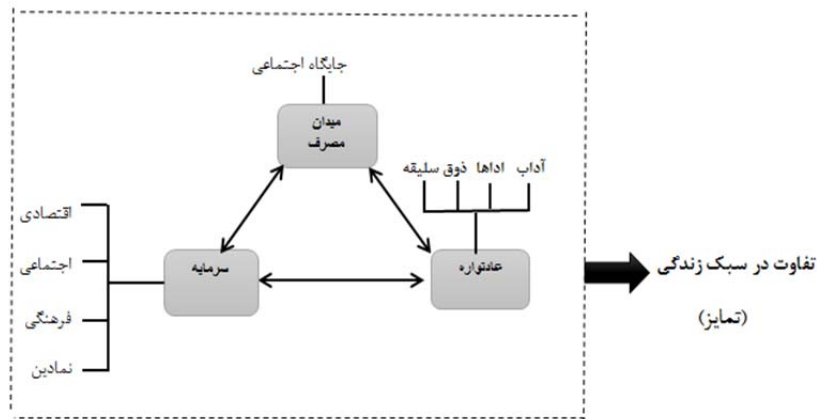 جایگاه اجتماعی
میدان
مصرف
آداب اداها ذوق سلیقه
اقتصادی
اجتماعی
فرهنگی
نمادین
سرمایه
عادتواره
تفاوت در سبک زندگی
(تمایز)